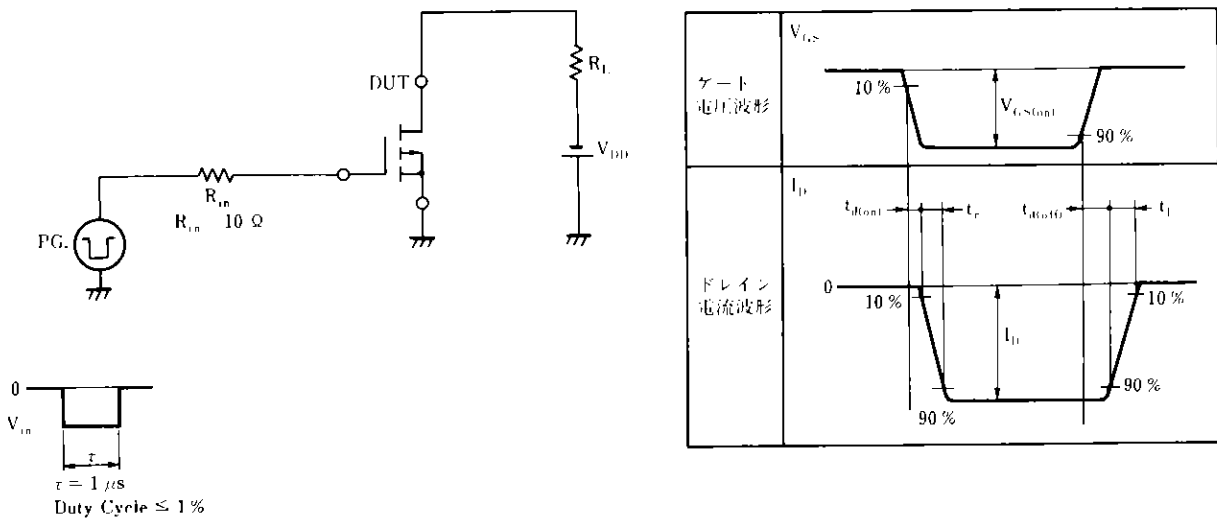 DUT
R_L
V_DD
R_in
R_in 10 Ω
PG.
0
V_in
τ
τ = 1 μs
Duty Cycle ≤ 1 %
V_GS
ゲート
電圧波形
10 %
V_GS(on)
90 %
I_D
t_d(on) t_r t_d(off) t_f
ドレイン
電流波形
0
10 %
10 %
I_D
90 %
90 %